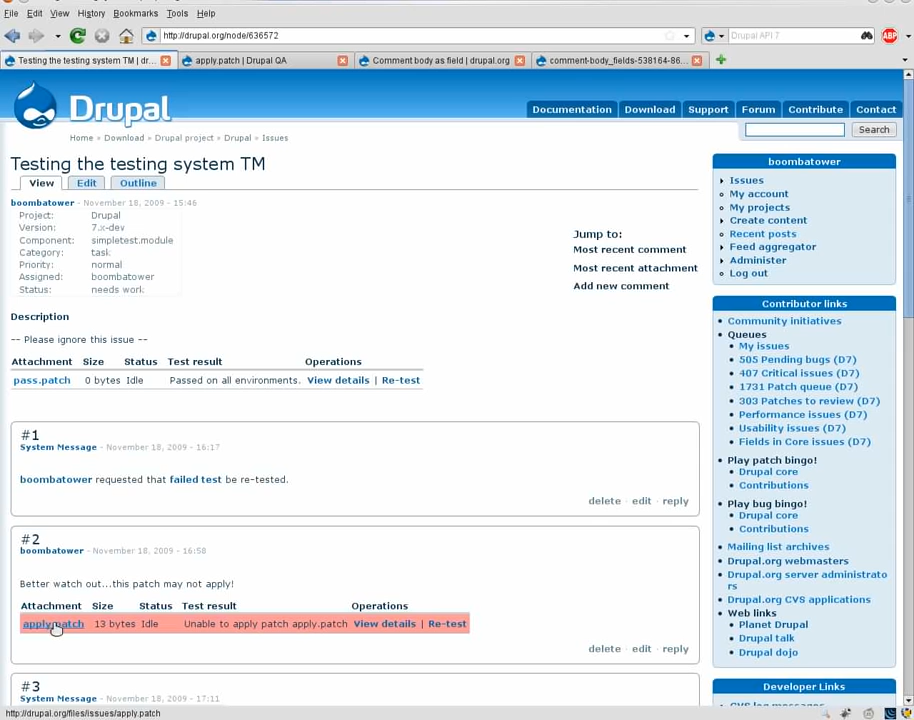 File Edit View History Bookmarks Tools Help
http://drupal.org/node/636572
Drupal API 7
ABP
Testing the testing system TM | dr...
apply.patch | Drupal QA
Comment body as field | drupal.org
comment-body_fields-538164-86...
Drupal
Documentation Download Support Forum Contribute Contact
Home » Download » Drupal project » Drupal » Issues
Search
Testing the testing system TM
View Edit Outline
boombatower - November 18, 2009 - 15:46
Project: Drupal
Version: 7.x-dev
Component: simpletest.module
Category: task
Priority: normal
Assigned: boombatower
Status: needs work
Jump to:
Most recent comment
Most recent attachment
Add new comment
Description
-- Please ignore this issue --
Attachment Size Status Test result Operations
pass.patch 0 bytes Idle Passed on all environments. View details | Re-test
#1
System Message - November 18, 2009 - 16:17
boombatower requested that failed test be re-tested.
delete · edit · reply
#2
boombatower - November 18, 2009 - 16:58
Better watch out...this patch may not apply!
Attachment Size Status Test result Operations
apply.patch 13 bytes Idle Unable to apply patch apply.patch View details | Re-test
delete · edit · reply
#3
System Message - November 18, 2009 - 17:11
boombatower
Issues
My account
My projects
Create content
Recent posts
Feed aggregator
Administer
Log out
Contributor links
Community initiatives
Queues
My issues
505 Pending bugs (D7)
407 Critical issues (D7)
1731 Patch queue (D7)
303 Patches to review (D7)
Performance issues (D7)
Usability issues (D7)
Fields in Core issues (D7)
Play patch bingo!
Drupal core
Contributions
Play bug bingo!
Drupal core
Contributions
Mailing list archives
Drupal.org webmasters
Drupal.org server administrato
rs
Drupal.org CVS applications
Web links
Planet Drupal
Drupal talk
Drupal dojo
Developer Links
CVS log messages
http://drupal.org/files/issues/apply.patch